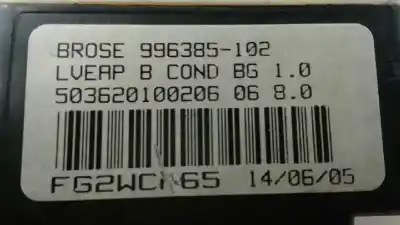 BROSE 996385-102
LVEAP B COND BG 1.0
503620100206 06 8.0
14/06/05